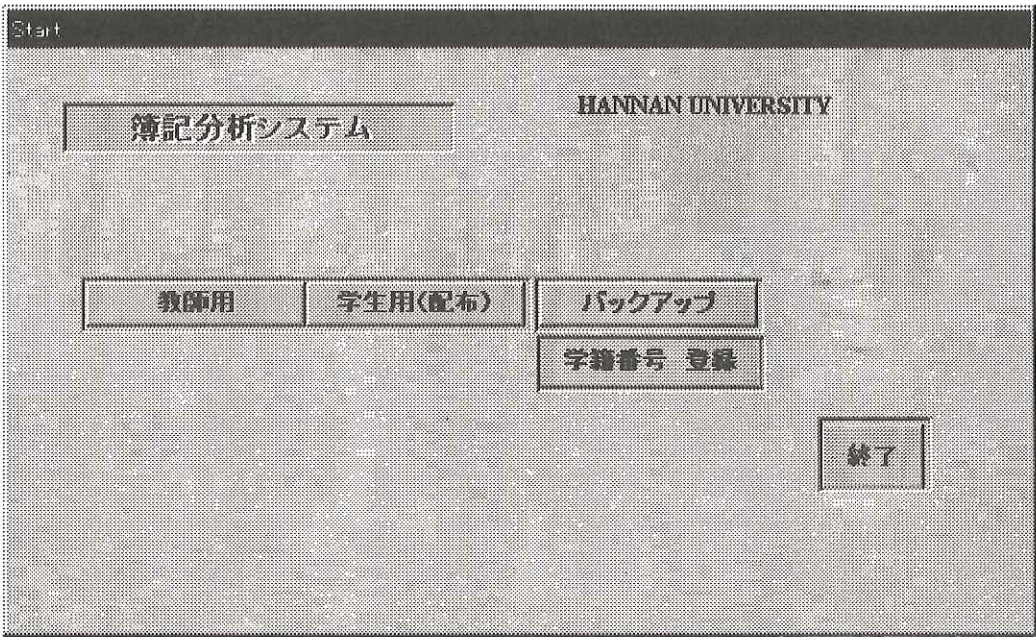 Start
簿記分析システム
HANNAN UNIVERSITY
教師用
学生用(配布)
バックアップ
学籍番号 登録
終了